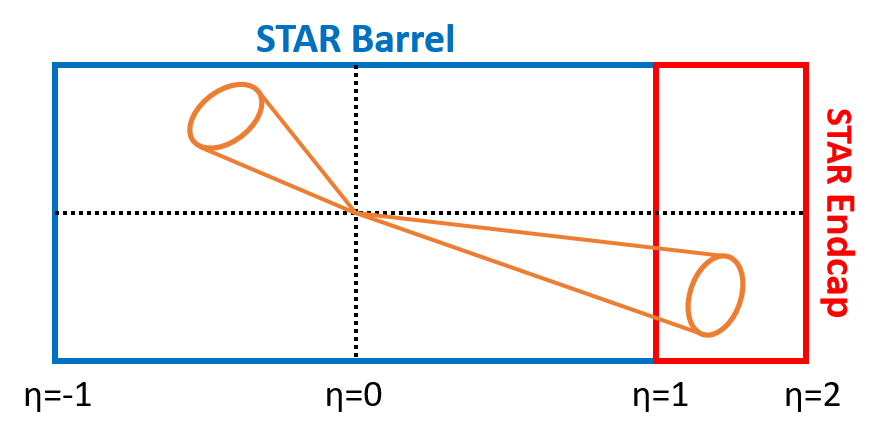 STAR Barrel
STAR Endcap
η=-1
η=0
η=1
η=2